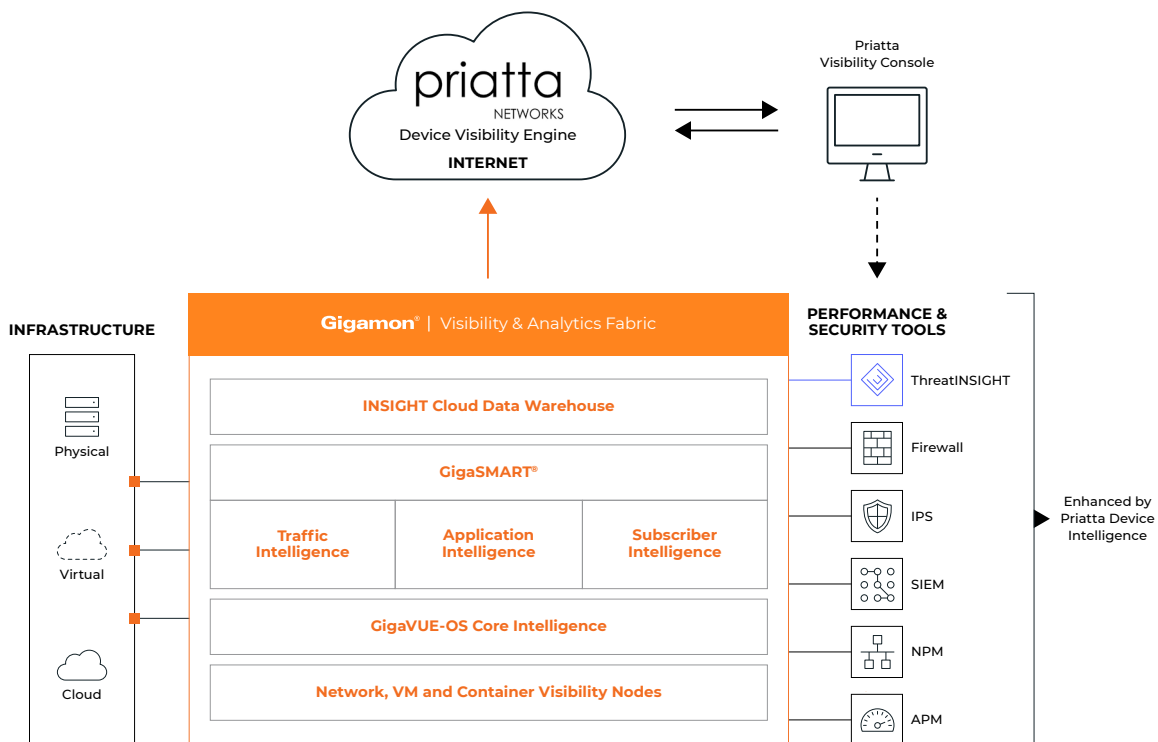 priatta
NETWORKS
Device Visibility Engine
INTERNET
Priatta
Visibility Console
INFRASTRUCTURE
Physical
Virtual
Cloud
Gigamon® | Visibility & Analytics Fabric
INSIGHT Cloud Data Warehouse
GigaSMART®
Traffic
Intelligence
Application
Intelligence
Subscriber
Intelligence
GigaVUE-OS Core Intelligence
Network, VM and Container Visibility Nodes
PERFORMANCE &
SECURITY TOOLS
ThreatINSIGHT
Firewall
IPS
SIEM
NPM
APM
Enhanced by
Priatta Device
Intelligence